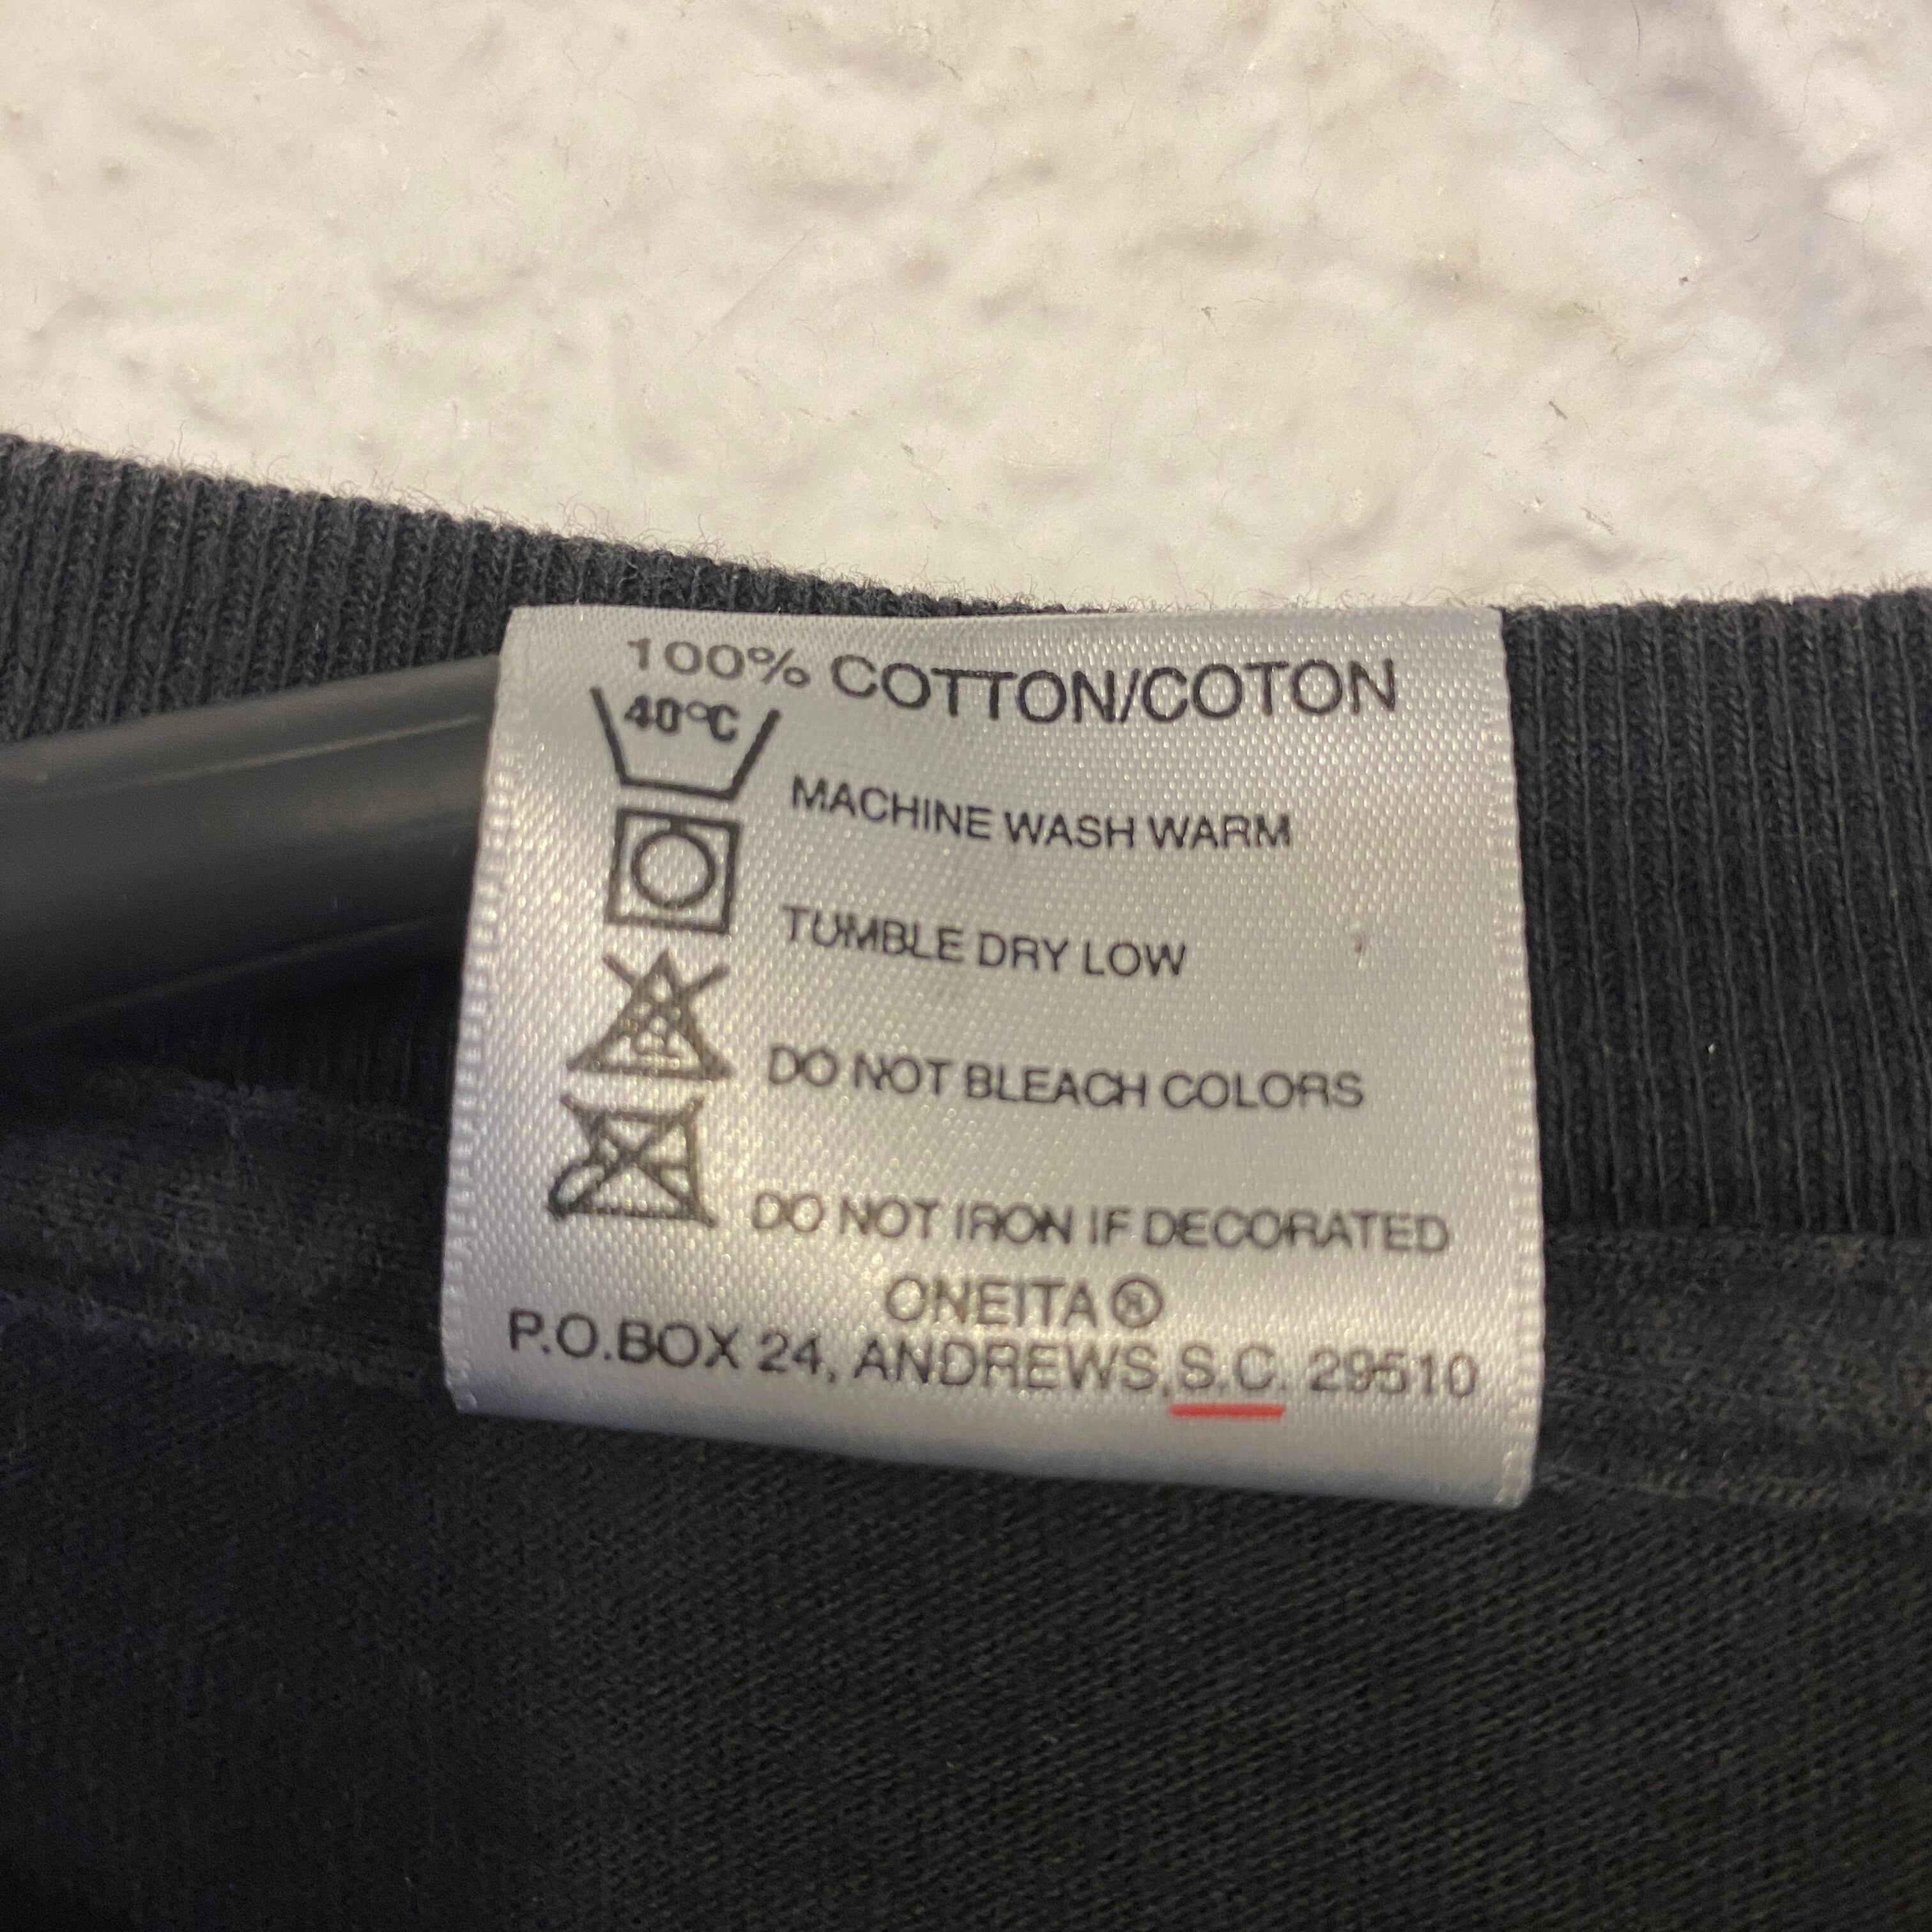 100% COTTON/COTON
40°C
MACHINE WASH WARM
TUMBLE DRY LOW
DO NOT BLEACH COLORS
DO NOT IRON IF DECORATED
ONEITA®
P.O.BOX 24, ANDREWS,S.C. 29510